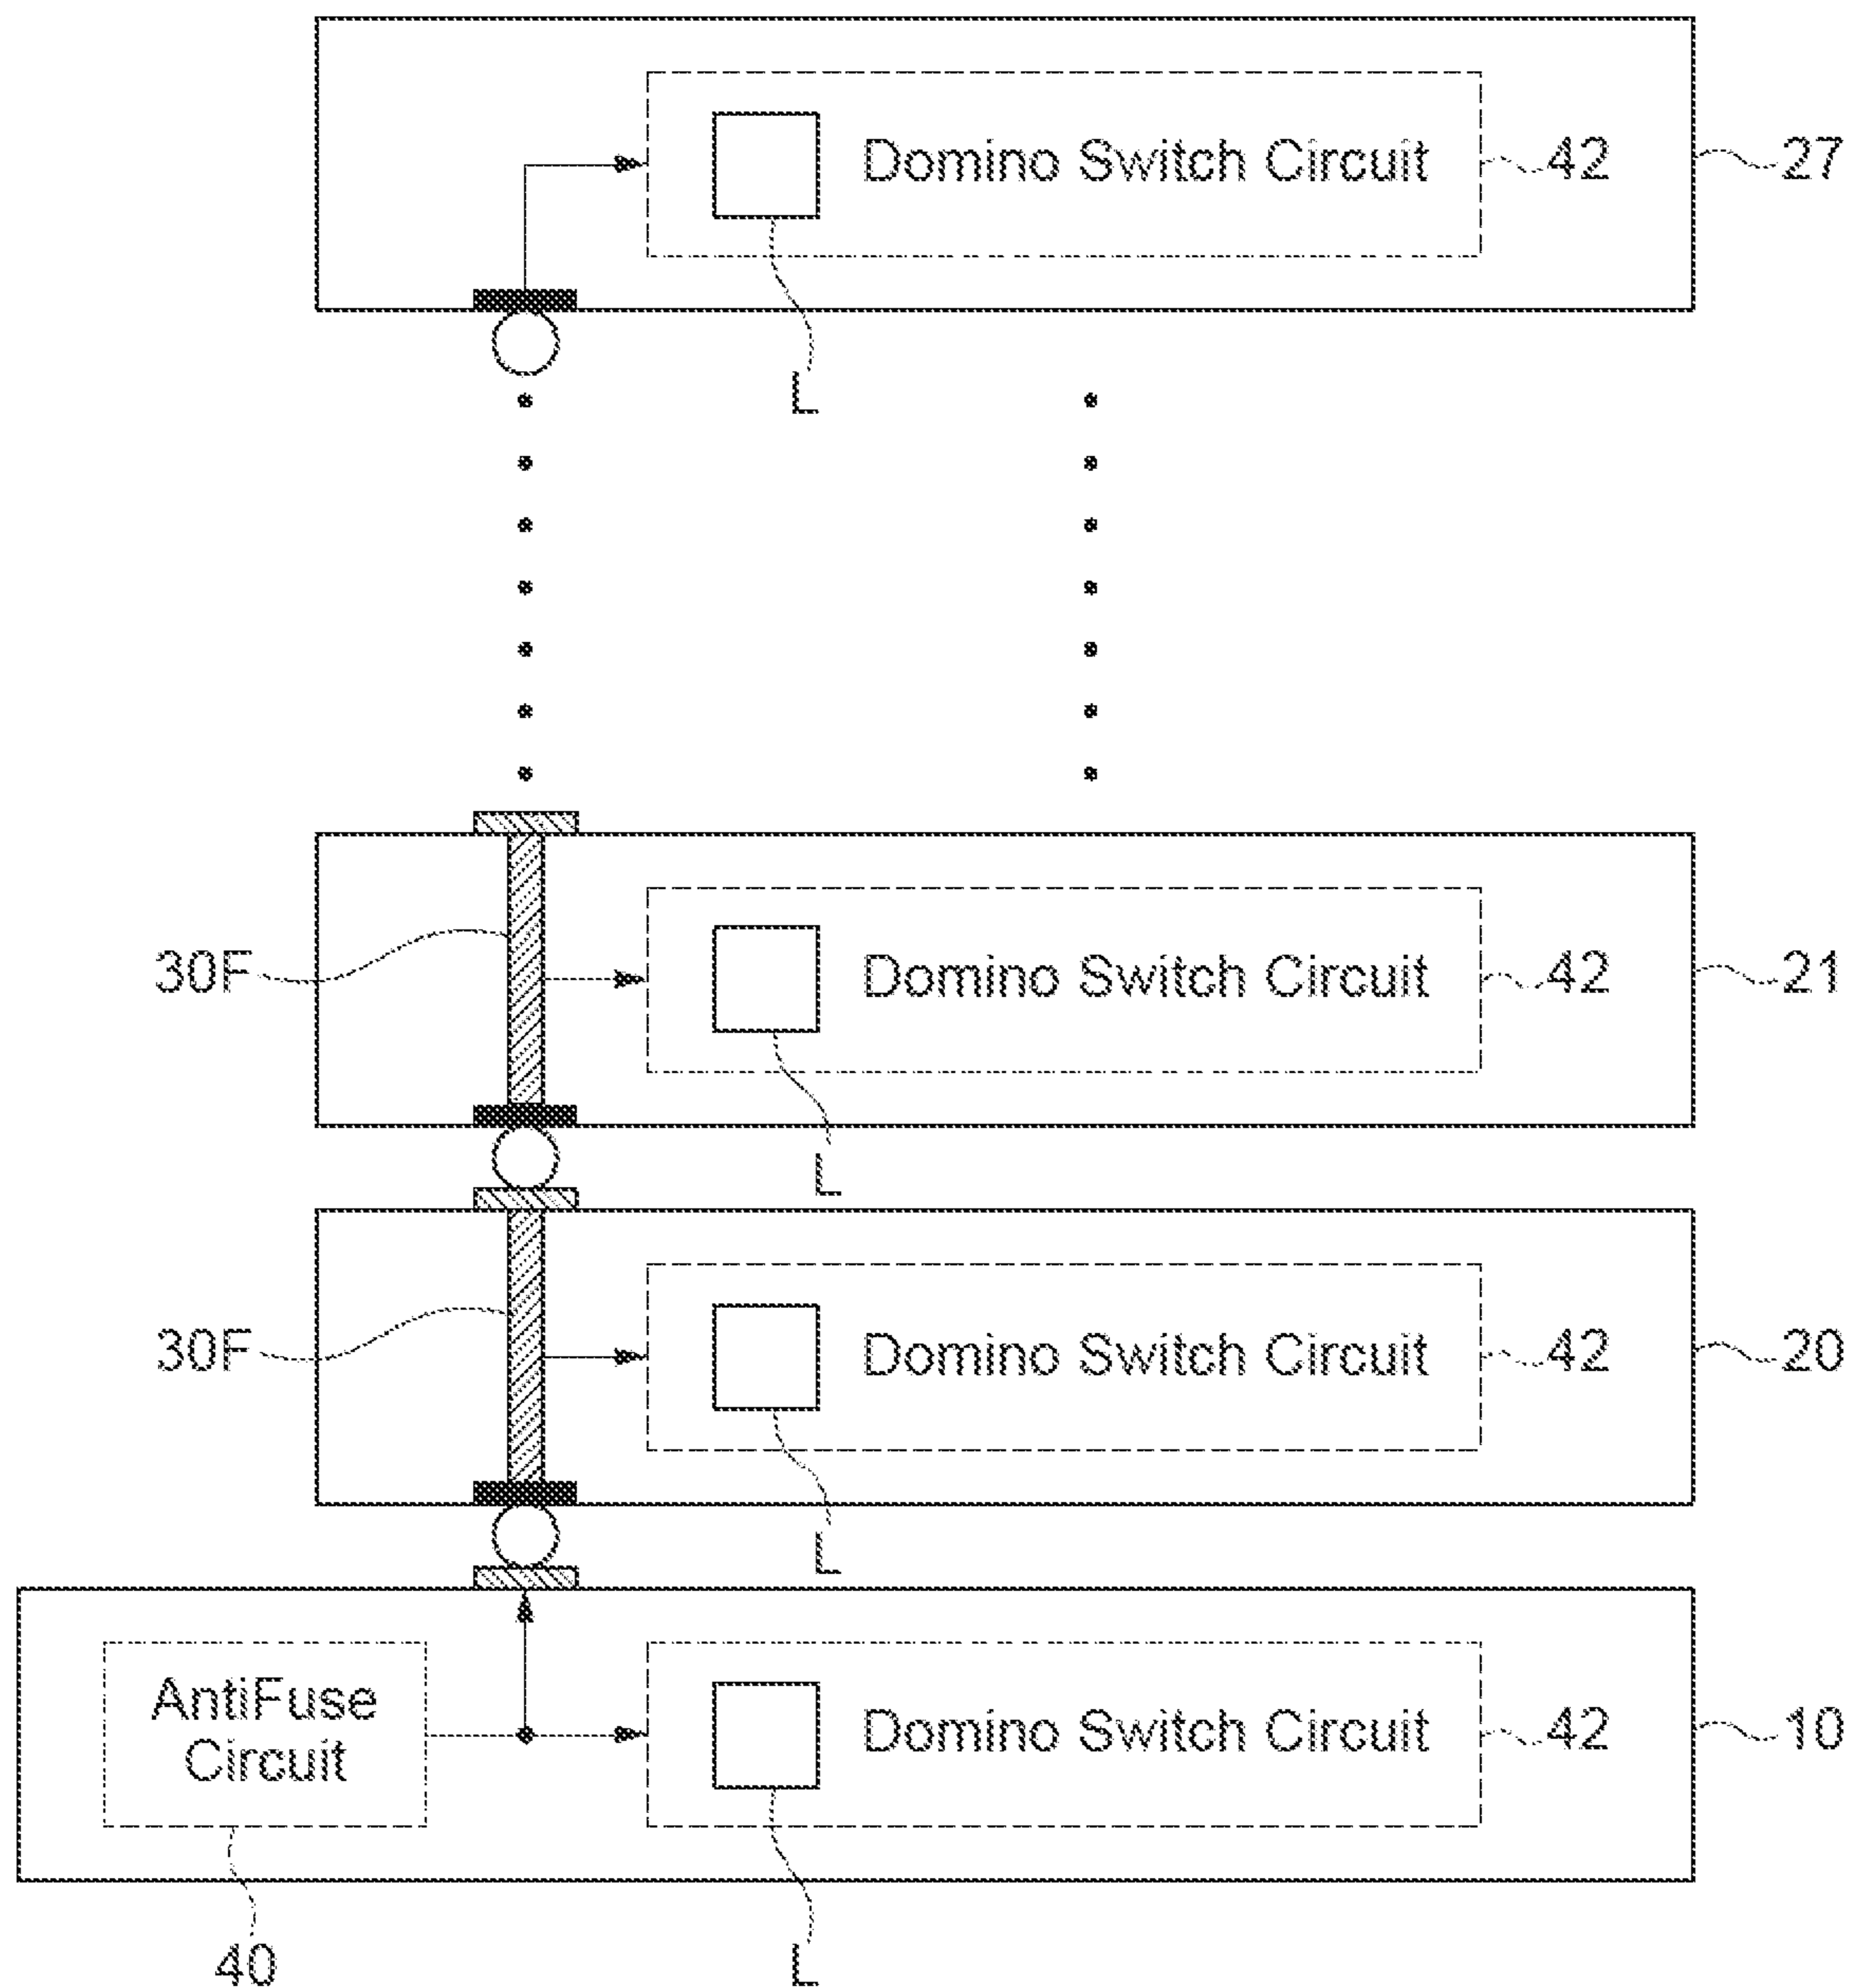 Domino Switch Circuit
42
27
L
30F
Domino Switch Circuit
42
21
L
30F
Domino Switch Circuit
42
20
L
AntiFuse
Circuit
Domino Switch Circuit
42
10
40
L